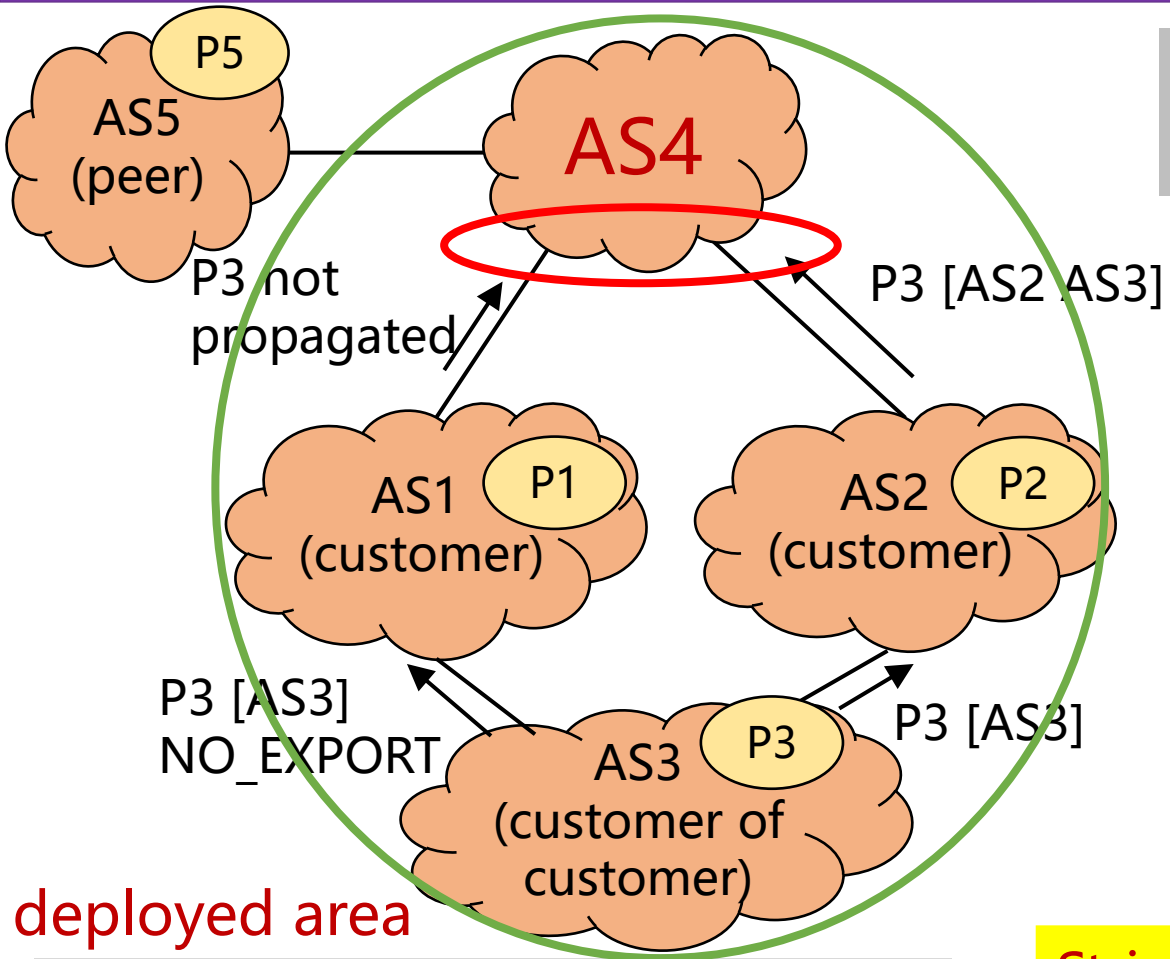 P5
AS5
(peer)
AS4
P3 not
propagated
P3 [AS2 AS3]
AS1
(customer)
P1
AS2
(customer)
P2
P3 [AS3]
NO_EXPORT
P3 [AS3]
AS3
(customer of
customer)
P3
deployed area